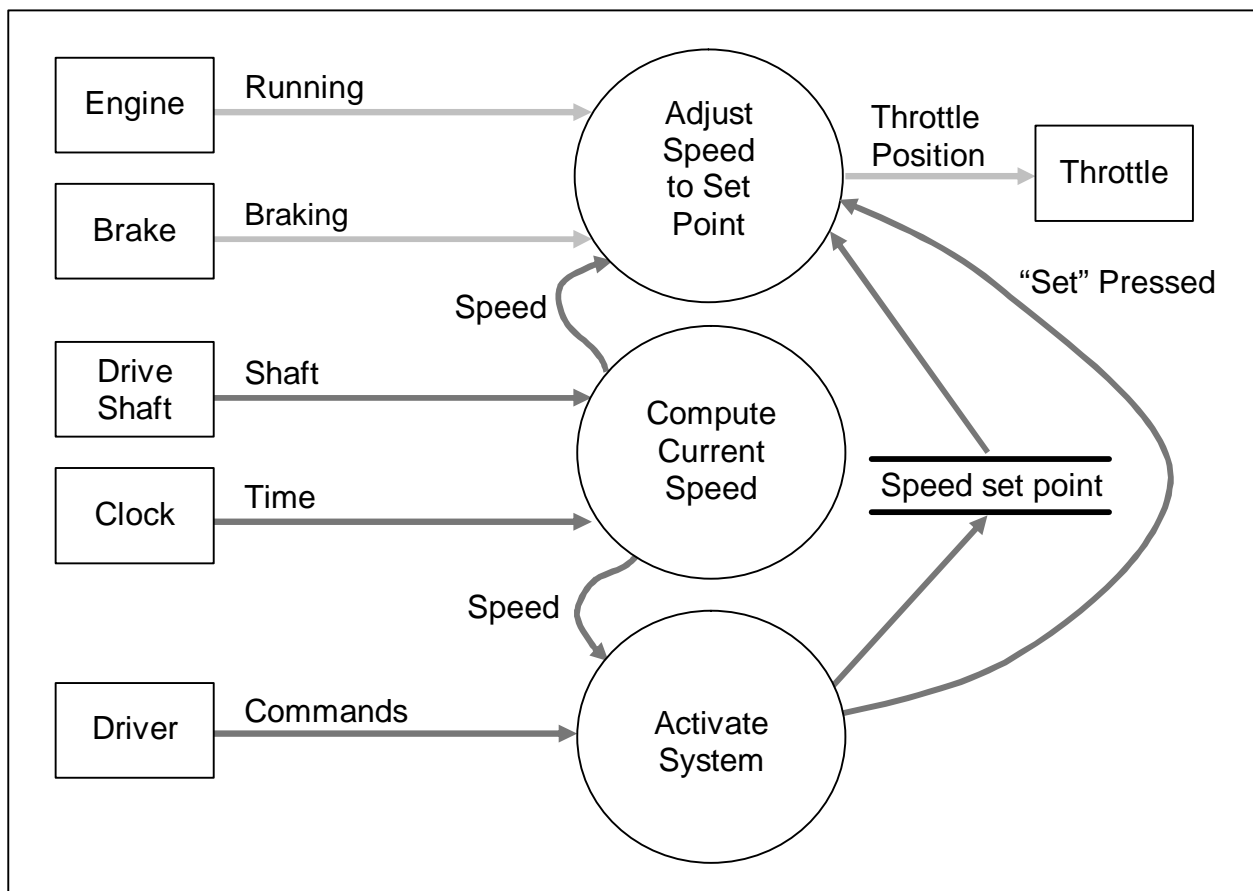 Engine
Running
Adjust
Speed
to Set
Point
Throttle
Position
Throttle
Brake
Braking
“Set” Pressed
Speed
Drive
Shaft
Shaft
Compute
Current
Speed
Speed set point
Clock
Time
Speed
Driver
Commands
Activate
System